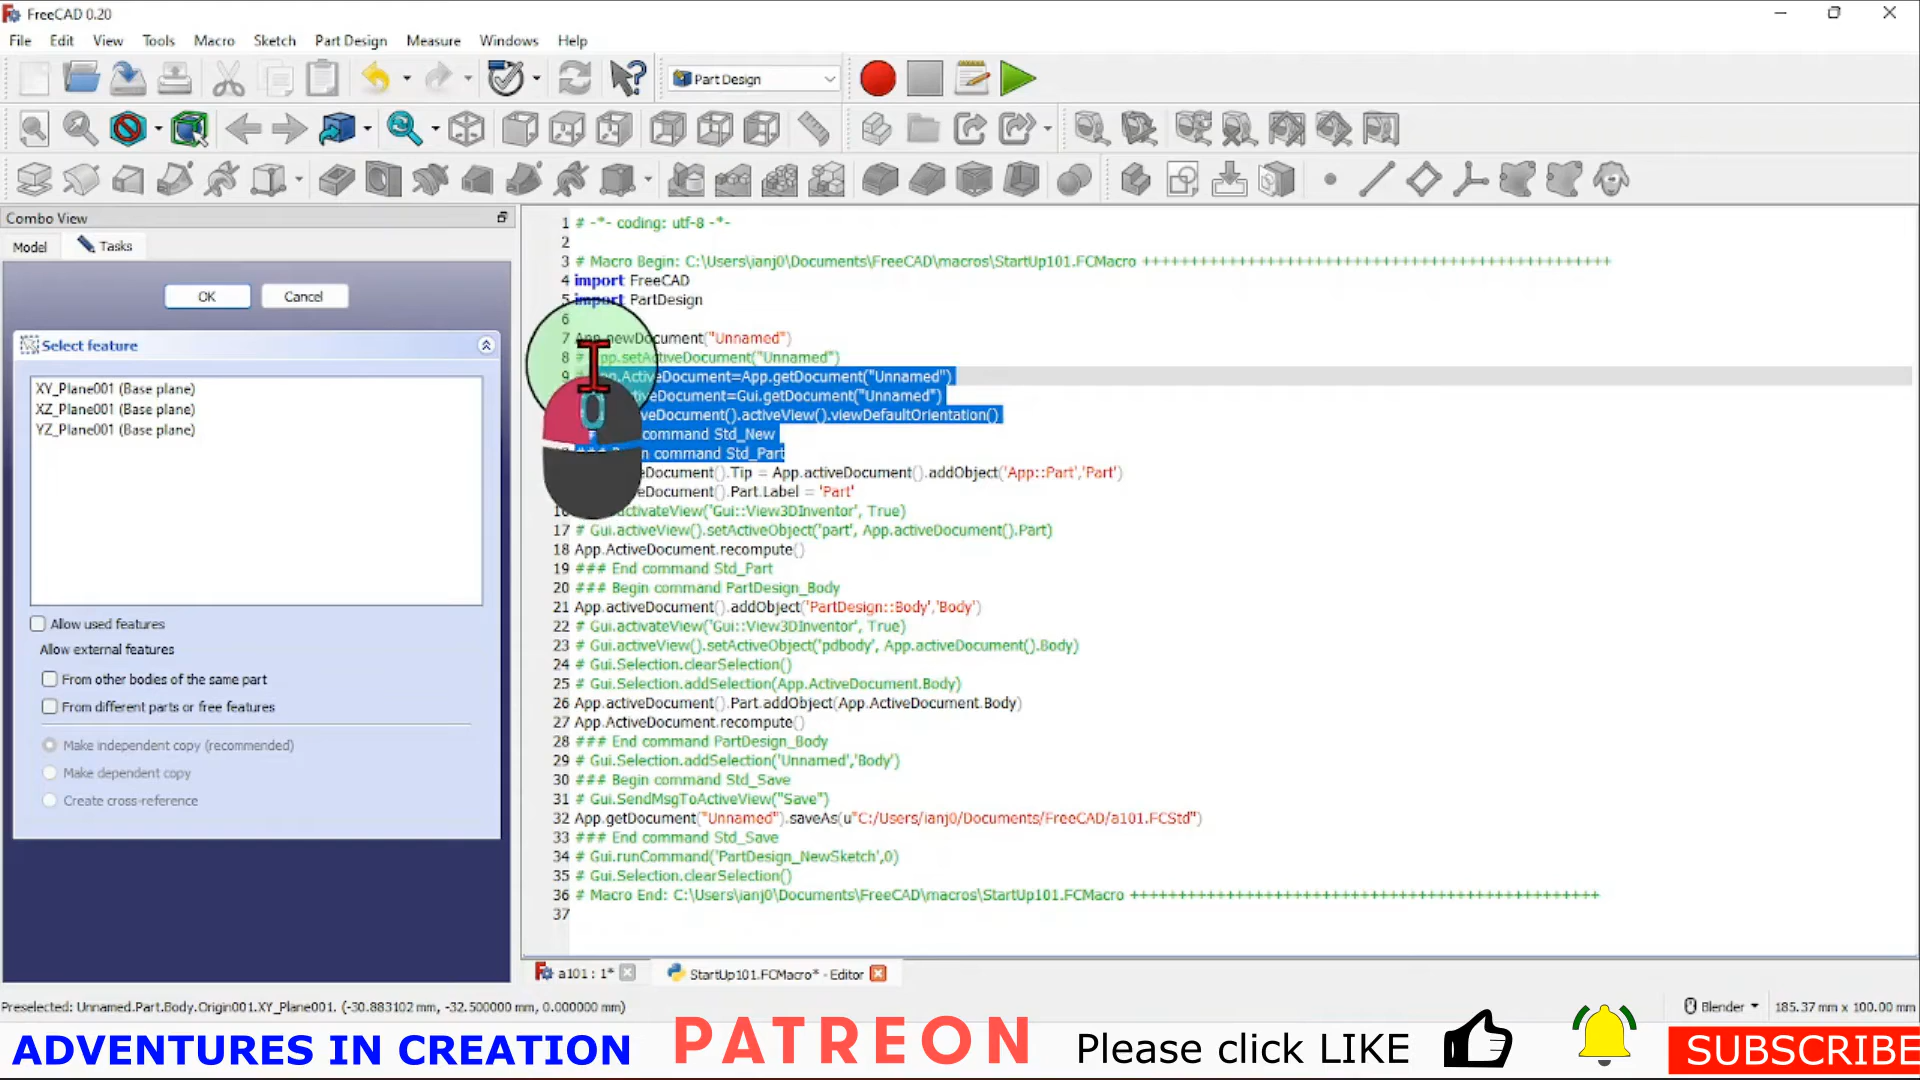 FreeCAD 0.20
File Edit View Tools Macro Sketch Part Design Measure Windows Help
Part Design
Combo View
Model Tasks
OK Cancel
Select feature
XY_Plane001 (Base plane)
XZ_Plane001 (Base plane)
YZ_Plane001 (Base plane)
Allow used features
Allow external features
From other bodies of the same part
From different parts or free features
Make independent copy (recommended)
Make dependent copy
Create cross-reference
1 # -*- coding: utf-8 -*-
2
3 # Macro Begin: C:\Users\ianj0\Documents\FreeCAD\macros\StartUp101.FCMacro +++++++++++++++++++++++++++++++++++++++++++++++++
4 import FreeCAD
5 import PartDesign
6
7 App.newDocument("Unnamed")
8 # App.setActiveDocument("Unnamed")
9 .ActiveDocument=App.getDocument("Unnamed")
ActiveDocument=Gui.getDocument("Unnamed")
veDocument().activeView().viewDefaultOrientation()
command Std_New
command Std_Part
eDocument().Tip = App.activeDocument().addObject('App::Part','Part')
eDocument().Part.Label = 'Part'
16 activateView('Gui::View3DInventor', True)
17 # Gui.activeView().setActiveObject('part', App.activeDocument().Part)
18 App.ActiveDocument.recompute()
19 ### End command Std_Part
20 ### Begin command PartDesign_Body
21 App.activeDocument().addObject('PartDesign::Body','Body')
22 # Gui.activateView('Gui::View3DInventor', True)
23 # Gui.activeView().setActiveObject('pdbody', App.activeDocument().Body)
24 # Gui.Selection.clearSelection()
25 # Gui.Selection.addSelection(App.ActiveDocument.Body)
26 App.activeDocument().Part.addObject(App.ActiveDocument.Body)
27 App.ActiveDocument.recompute()
28 ### End command PartDesign_Body
29 # Gui.Selection.addSelection('Unnamed','Body')
30 ### Begin command Std_Save
31 # Gui.SendMsgToActiveView("Save")
32 App.getDocument("Unnamed").saveAs(u"C:/Users/ianj0/Documents/FreeCAD/a101.FCStd")
33 ### End command Std_Save
34 # Gui.runCommand('PartDesign_NewSketch',0)
35 # Gui.Selection.clearSelection()
36 # Macro End: C:\Users\ianj0\Documents\FreeCAD\macros\StartUp101.FCMacro +++++++++++++++++++++++++++++++++++++++++++++++++
37
a101 : 1* StartUp101.FCMacro* - Editor
Preselected: Unnamed.Part.Body.Origin001.XY_Plane001. (-30.883102 mm, -32.500000 mm, 0.000000 mm) Blender 185.37 mm x 100.00 mm
ADVENTURES IN CREATION PATREON Please click LIKE SUBSCRIBE